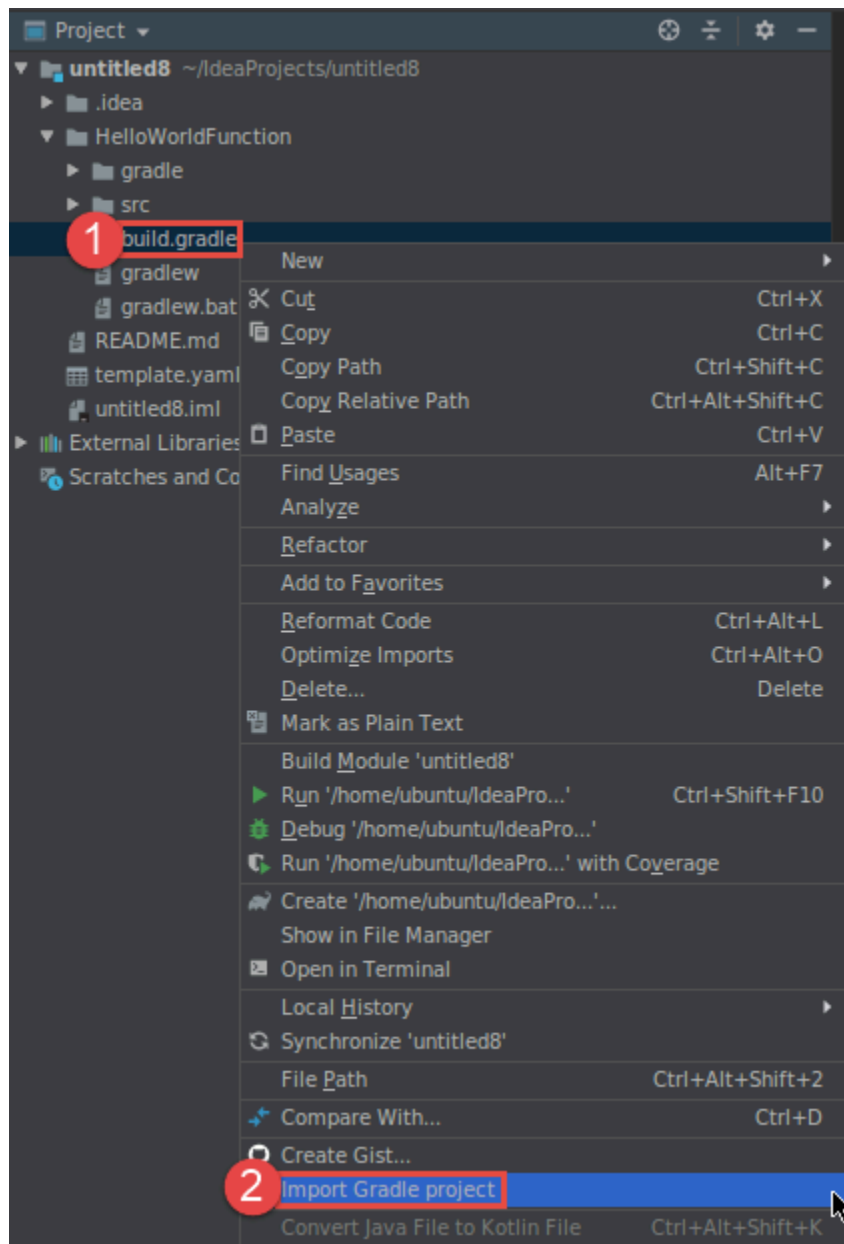 Project
untitled8 ~/IdeaProjects/untitled8
.idea
HelloWorldFunction
gradle
src
1 build.gradle
gradlew
gradlew.bat
README.md
template.yaml
untitled8.iml
External Libraries
Scratches and Co
New
Cut Ctrl+X
Copy Ctrl+C
Copy Path Ctrl+Shift+C
Copy Relative Path Ctrl+Alt+Shift+C
Paste Ctrl+V
Find Usages Alt+F7
Analyze
Refactor
Add to Favorites
Reformat Code Ctrl+Alt+L
Optimize Imports Ctrl+Alt+O
Delete... Delete
Mark as Plain Text
Build Module 'untitled8'
Run '/home/ubuntu/IdeaPro...' Ctrl+Shift+F10
Debug '/home/ubuntu/IdeaPro...'
Run '/home/ubuntu/IdeaPro...' with Coverage
Create '/home/ubuntu/IdeaPro...'...
Show in File Manager
Open in Terminal
Local History
Synchronize 'untitled8'
File Path Ctrl+Alt+Shift+2
Compare With... Ctrl+D
Create Gist...
2 Import Gradle project
Convert Java File to Kotlin File Ctrl+Alt+Shift+K